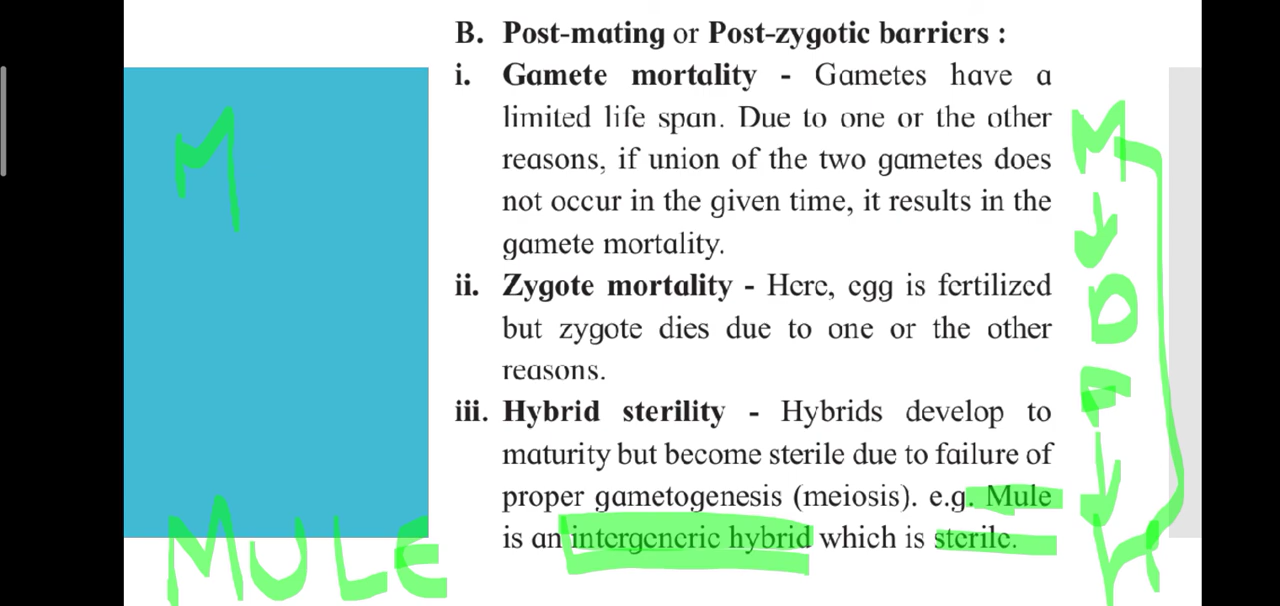 B. Post-mating or Post-zygotic barriers :
i. Gamete mortality - Gametes have a
limited life span. Due to one or the other
reasons, if union of the two gametes does
not occur in the given time, it results in the
gamete mortality.
ii. Zygote mortality - Here, egg is fertilized
but zygote dies due to one or the other
reasons.
iii. Hybrid sterility - Hybrids develop to
maturity but become sterile due to failure of
proper gametogenesis (meiosis). e.g. Mule
is an intergeneric hybrid which is sterile.
M
MULE
M